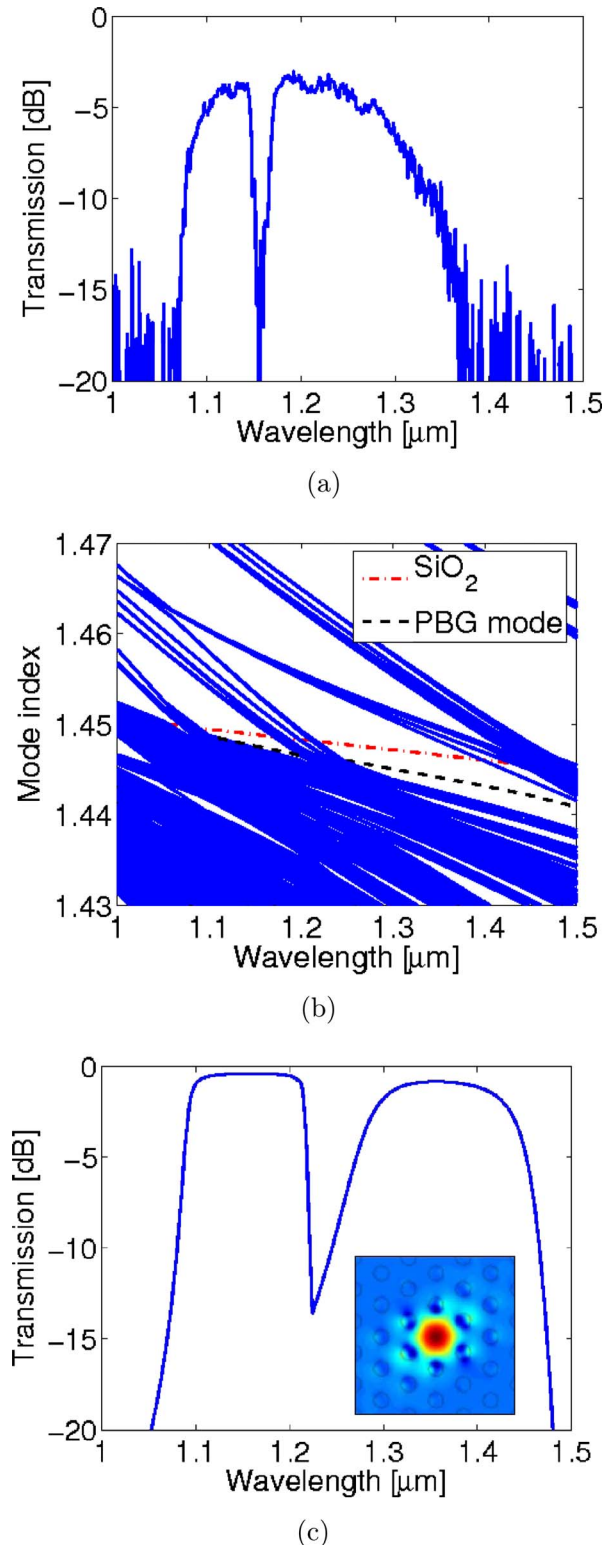 0
−5
−10
−15
−20
Transmission [dB]
1 1.1 1.2 1.3 1.4 1.5
Wavelength [μm]
(a)
1.47
1.46
1.45
1.44
1.43
Mode index
SiO2
PBG mode
1 1.1 1.2 1.3 1.4 1.5
Wavelength [μm]
(b)
0
−5
−10
−15
−20
Transmission [dB]
1 1.1 1.2 1.3 1.4 1.5
Wavelength [μm]
(c)